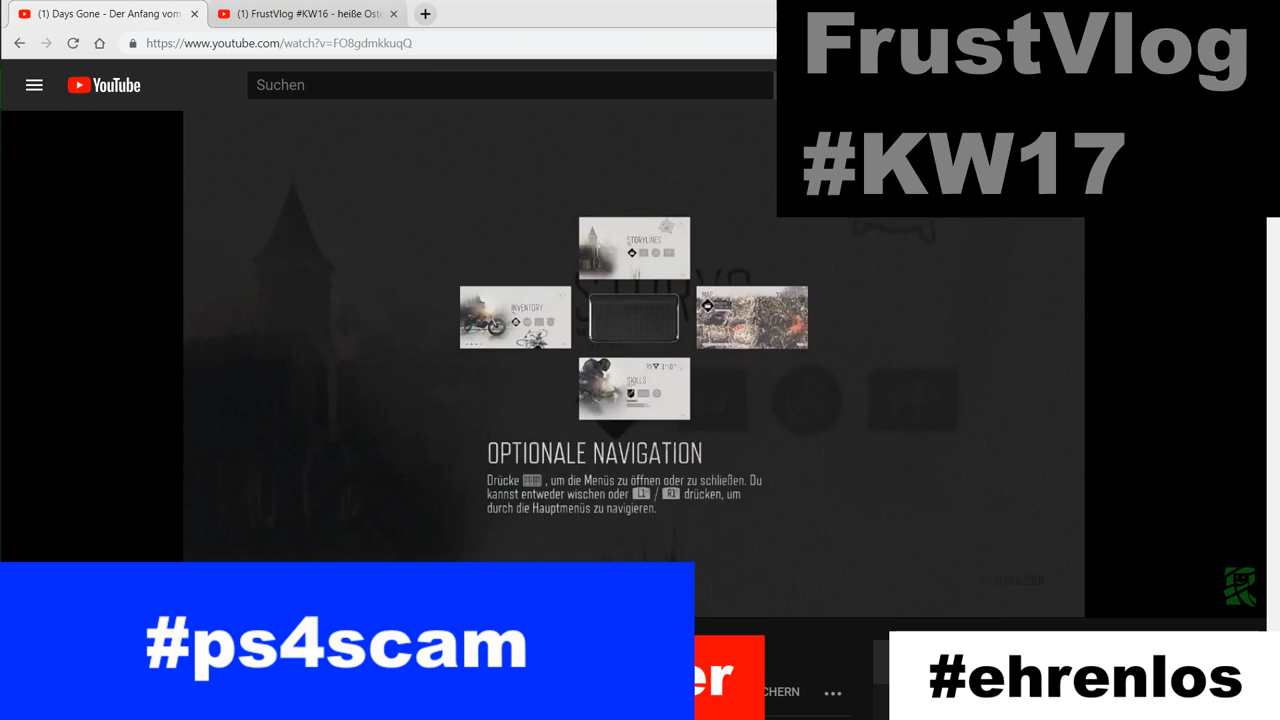 (1) Days Gone - Der Anfang vom
(1) FrustVlog #KW16 - heiße Oste
https://www.youtube.com/watch?v=FO8gdmkkuqQ
YouTube
Suchen
FrustVlog
#KW17
STORYLINES
INVENTORY
MAP
SKILLS
OPTIONALE NAVIGATION
Drücke , um die Menüs zu öffnen oder zu schließen. Du
kannst entweder wischen oder L1 / R1 drücken, um
durch die Hauptmenüs zu navigieren.
#ps4scam
er
CHERN
#ehrenlos